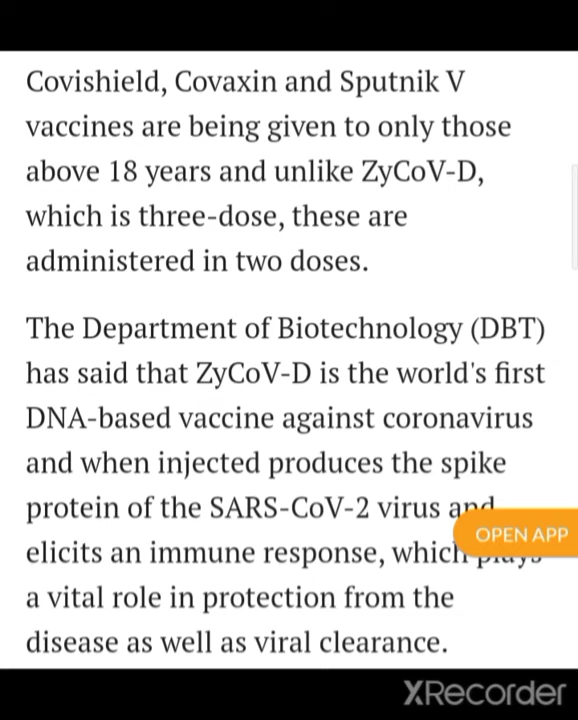 Covishield, Covaxin and Sputnik V
vaccines are being given to only those
above 18 years and unlike ZyCoV-D,
which is three-dose, these are
administered in two doses.
The Department of Biotechnology (DBT)
has said that ZyCoV-D is the world's first
DNA-based vaccine against coronavirus
and when injected produces the spike
protein of the SARS-CoV-2 virus and
OPEN APP
elicits an immune response, which plays
a vital role in protection from the
disease as well as viral clearance.
XRecorder